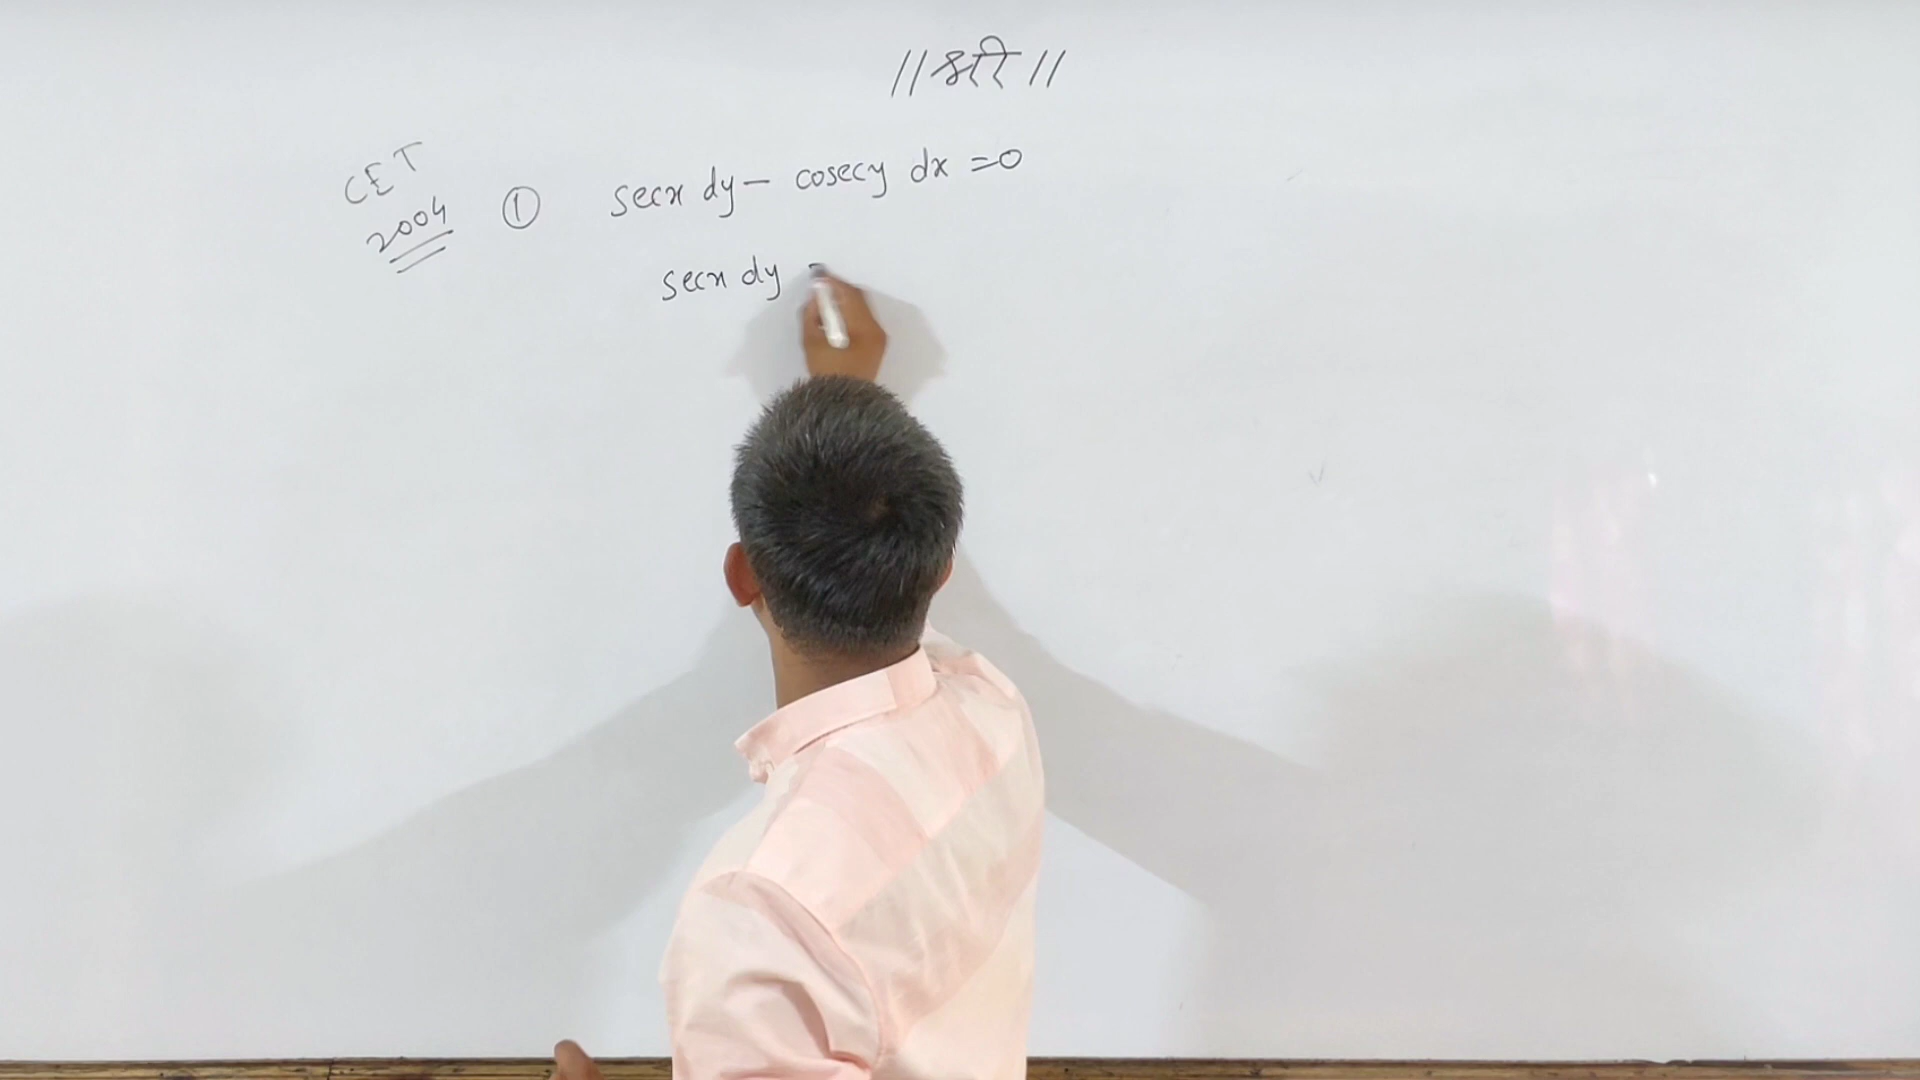 //श्री//
CET
2004
① secx dy - cosecy dx =0
secx dy =